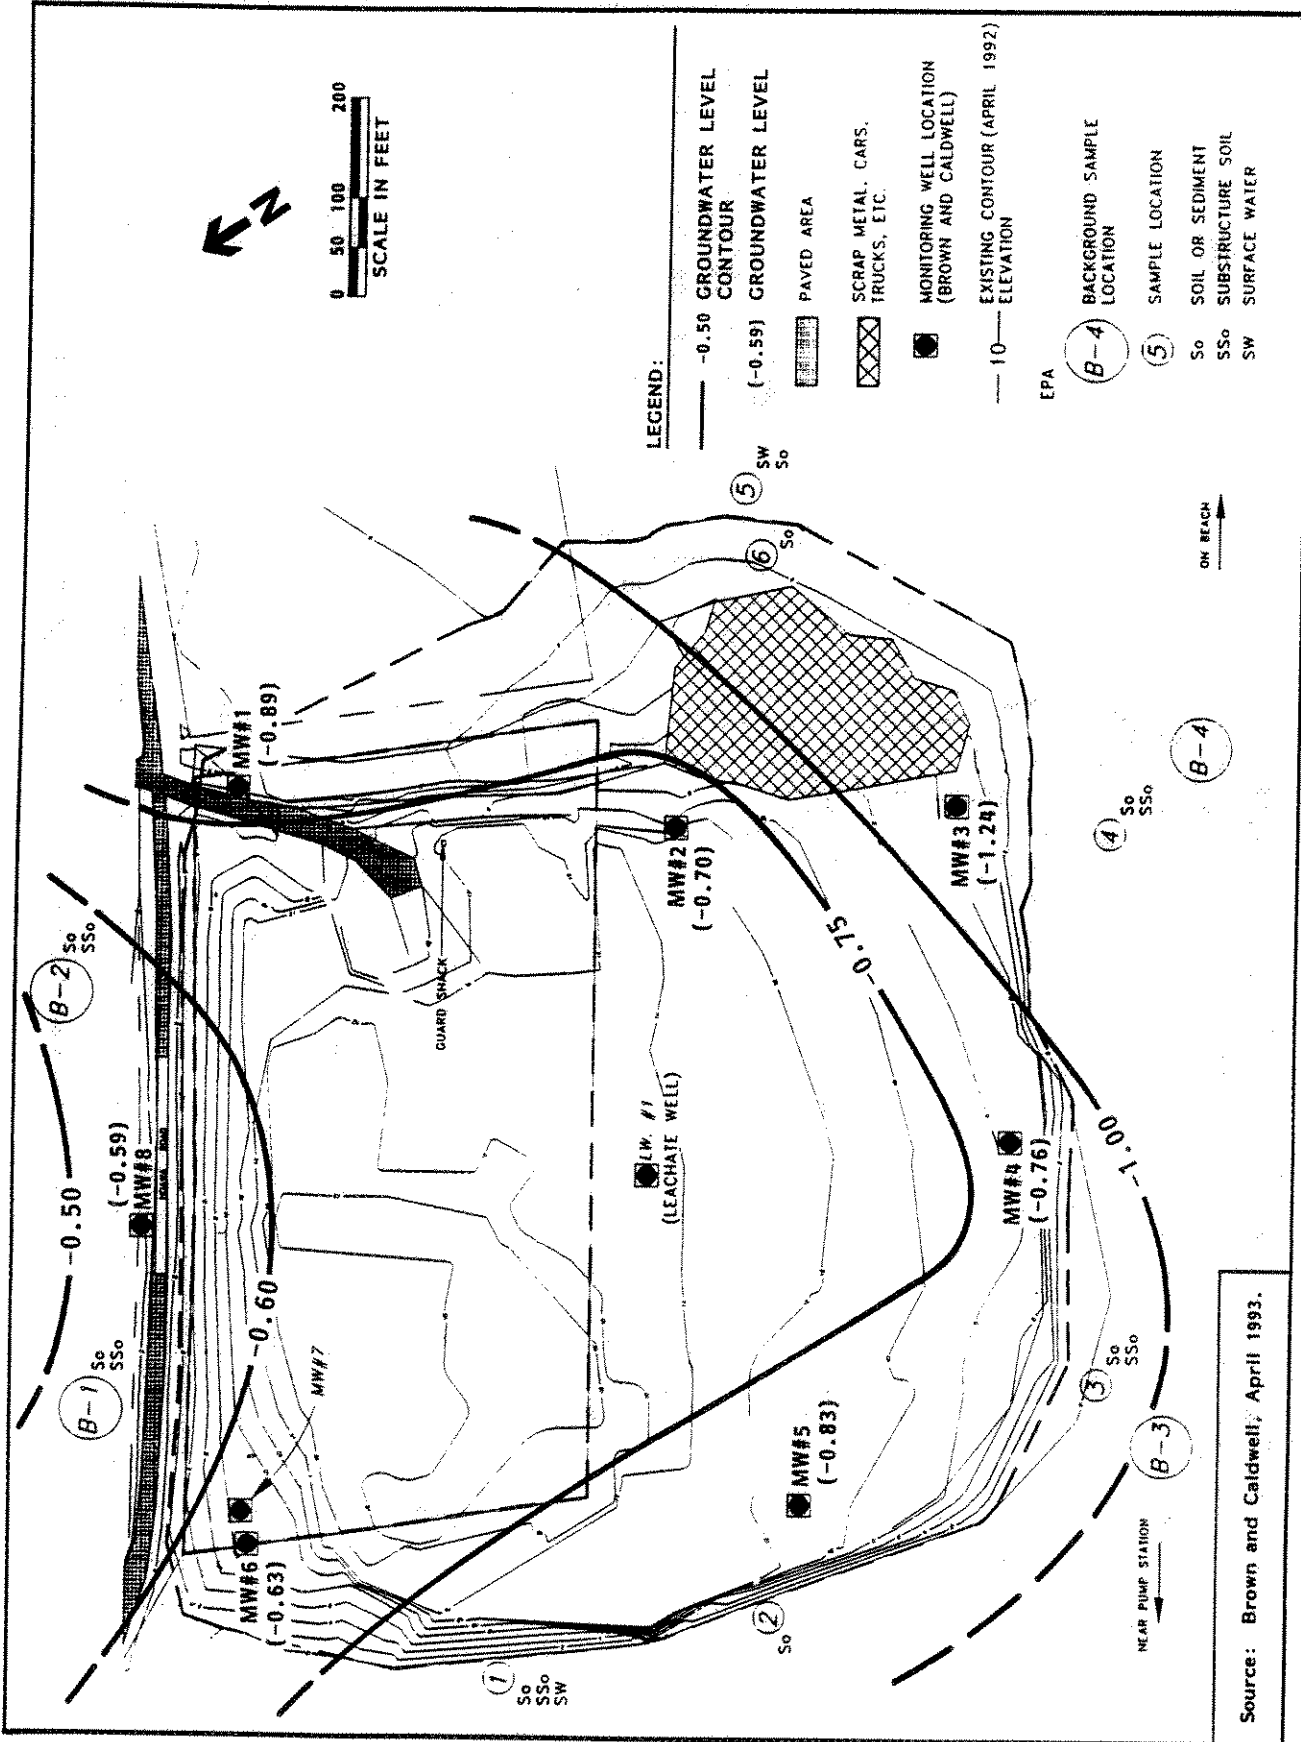 N
0 50 100 200
SCALE IN FEET
LEGEND:
-0.50 GROUNDWATER LEVEL
CONTOUR
(-0.59) GROUNDWATER LEVEL
PAVED AREA
SCRAP METAL, CARS,
TRUCKS, ETC.
MONITORING WELL LOCATION
(BROWN AND CALDWELL)
10 EXISTING CONTOUR (APRIL 1992)
ELEVATION
EPA
B-4 BACKGROUND SAMPLE
LOCATION
5 SAMPLE LOCATION
So SOIL OR SEDIMENT
SSo SUBSTRUCTURE SOIL
SW SURFACE WATER
B-1
So
SSo
-0.50
B-2
So
SSo
(-0.59)
MW#8
-0.60
MW#7
MW#6
(-0.63)
MW#1
(-0.89)
GUARD SHACK
MW#2
(-0.70)
LW. #1
(LEACHATE WELL)
-0.75
MW#3
(-1.24)
MW#4
(-0.76)
MW#5
(-0.83)
-1.00
1
So
SSo
SW
2
So
3
So
SSo
4
So
SSo
5
SW
So
6
So
B-3
B-4
NEAR PUMP STATION
ON BEACH
Source: Brown and Caldwell, April 1993.